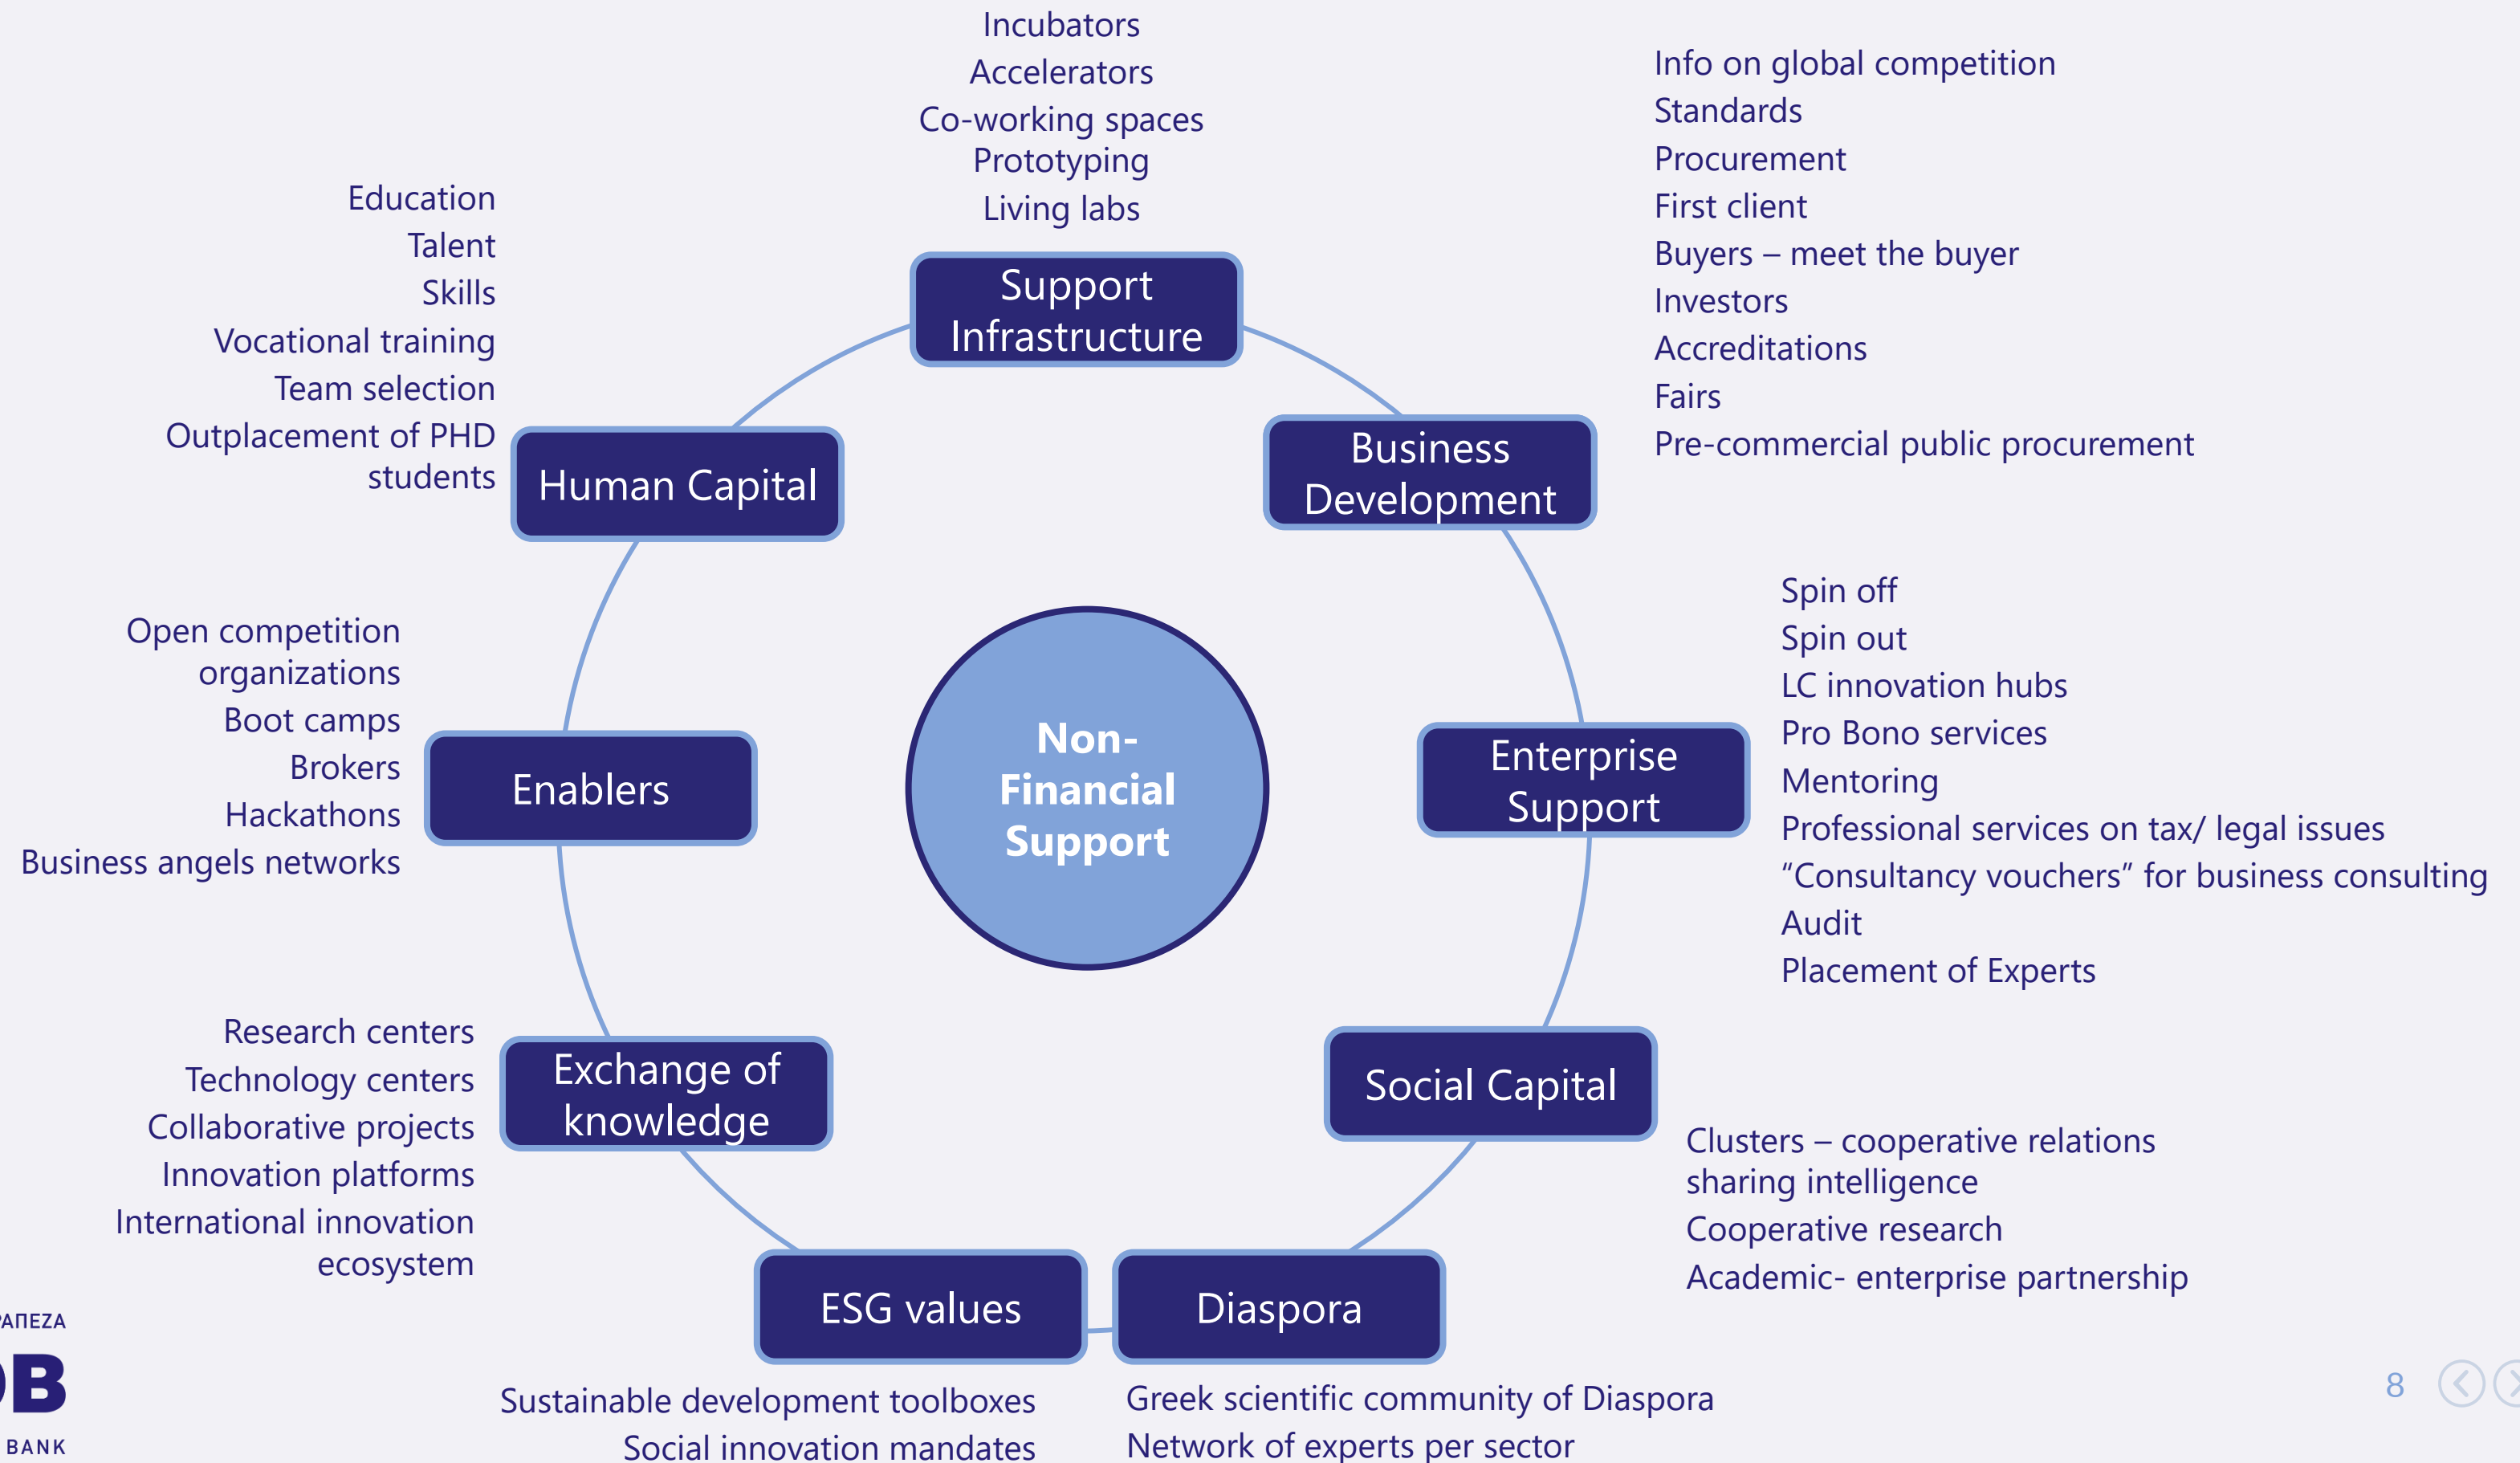 Incubators
Accelerators
Co-working spaces
Prototyping
Living labs
Support
Infrastructure
Info on global competition
Standards
Procurement
First client
Buyers – meet the buyer
Investors
Accreditations
Fairs
Pre-commercial public procurement
Business
Development
Spin off
Spin out
LC innovation hubs
Pro Bono services
Mentoring
Professional services on tax/ legal issues
“Consultancy vouchers” for business consulting
Audit
Placement of Experts
Enterprise
Support
Social Capital
Clusters – cooperative relations
sharing intelligence
Cooperative research
Academic- enterprise partnership
Diaspora
Greek scientific community of Diaspora
Network of experts per sector
ESG values
Sustainable development toolboxes
Social innovation mandates
Exchange of
knowledge
Research centers
Technology centers
Collaborative projects
Innovation platforms
International innovation
ecosystem
Enablers
Open competition
organizations
Boot camps
Brokers
Hackathons
Business angels networks
Human Capital
Education
Talent
Skills
Vocational training
Team selection
Outplacement of PHD
students
Non-
Financial
Support
B
BANK
8